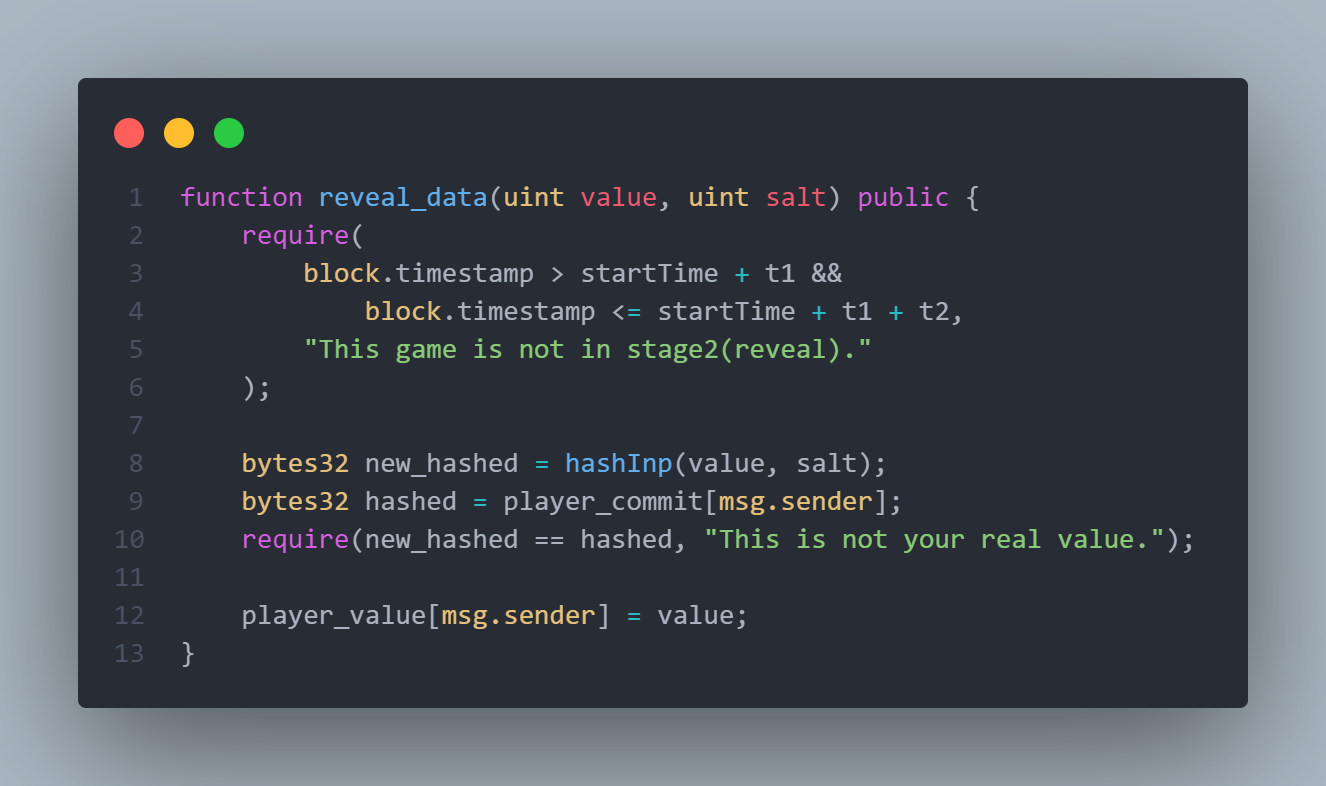 1 function reveal_data(uint value, uint salt) public {
2     require(
3         block.timestamp > startTime + t1 &&
4             block.timestamp <= startTime + t1 + t2,
5         "This game is not in stage2(reveal)."
6     );
7
8     bytes32 new_hashed = hashInp(value, salt);
9     bytes32 hashed = player_commit[msg.sender];
10     require(new_hashed == hashed, "This is not your real value.");
11
12     player_value[msg.sender] = value;
13 }